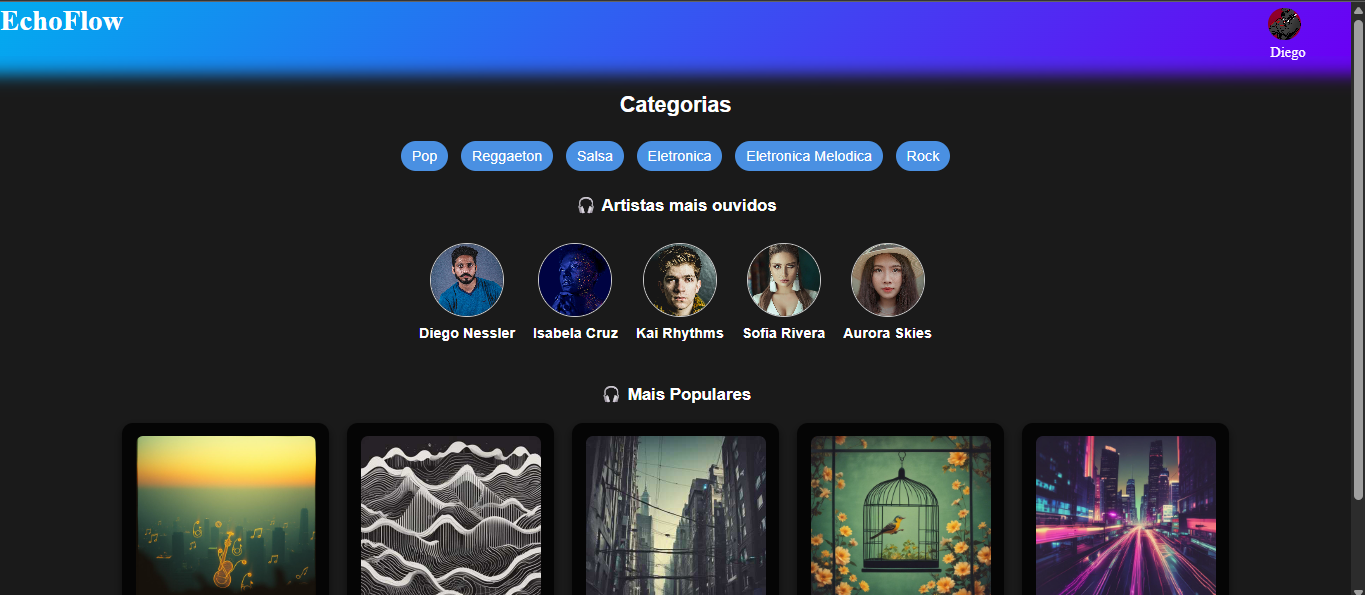 EchoFlow
Diego
Categorias
Pop Reggaeton Salsa Eletronica Eletronica Melodica Rock
🎧 Artistas mais ouvidos
Diego Nessler Isabela Cruz Kai Rhythms Sofia Rivera Aurora Skies
🎧 Mais Populares